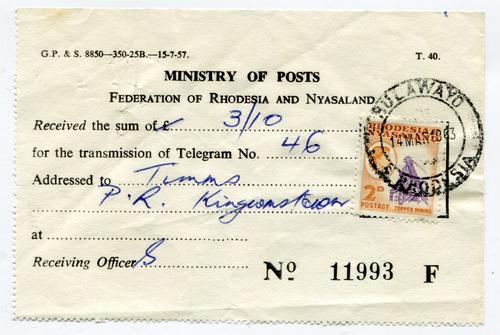 G.P. & S. 8850—350-25B.—15-7-57. T. 40.
MINISTRY OF POSTS
FEDERATION OF RHODESIA AND NYASALAND
Received the sum of £ 3/10
for the transmission of Telegram No. 46
Addressed to Timms
P.R.
at
Receiving Officer
BULAWAYO
RHODESIA
NYASALAND
14 MAR
2D
POSTAGE COPPER MINING
Nº 11993 F